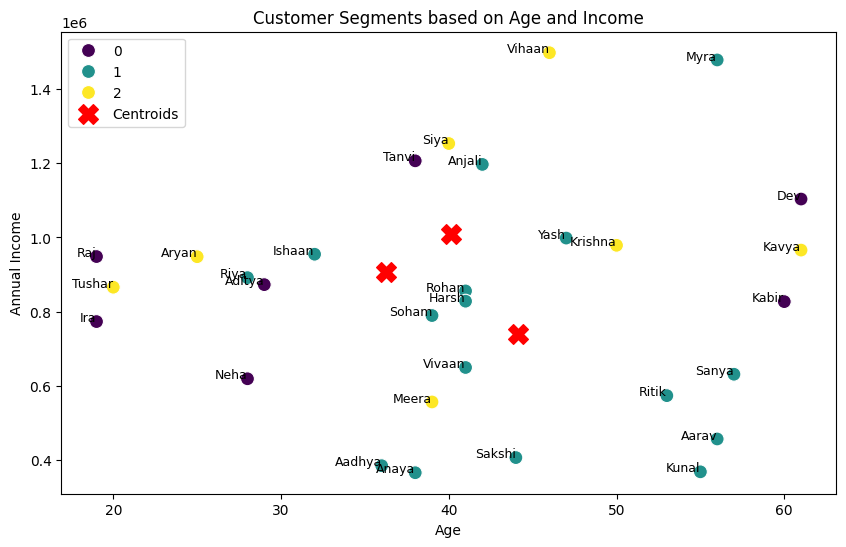 Customer Segments based on Age and Income
1e6
0
1
2
Centroids
Vihaan
Myra
Siya
Tanvi
Anjali
Dev
Yash
Krishna
Kavya
Raj
Aryan
Ishaan
Riya
Aditya
Tushar
Rohan
Harsh
Kabir
Ira
Soham
Vivaan
Neha
Sanya
Meera
Ritik
Aarav
Sakshi
Aadhya
Anaya
Kunal
1.4
1.2
1.0
0.8
0.6
0.4
Annual Income
20 30 40 50 60
Age